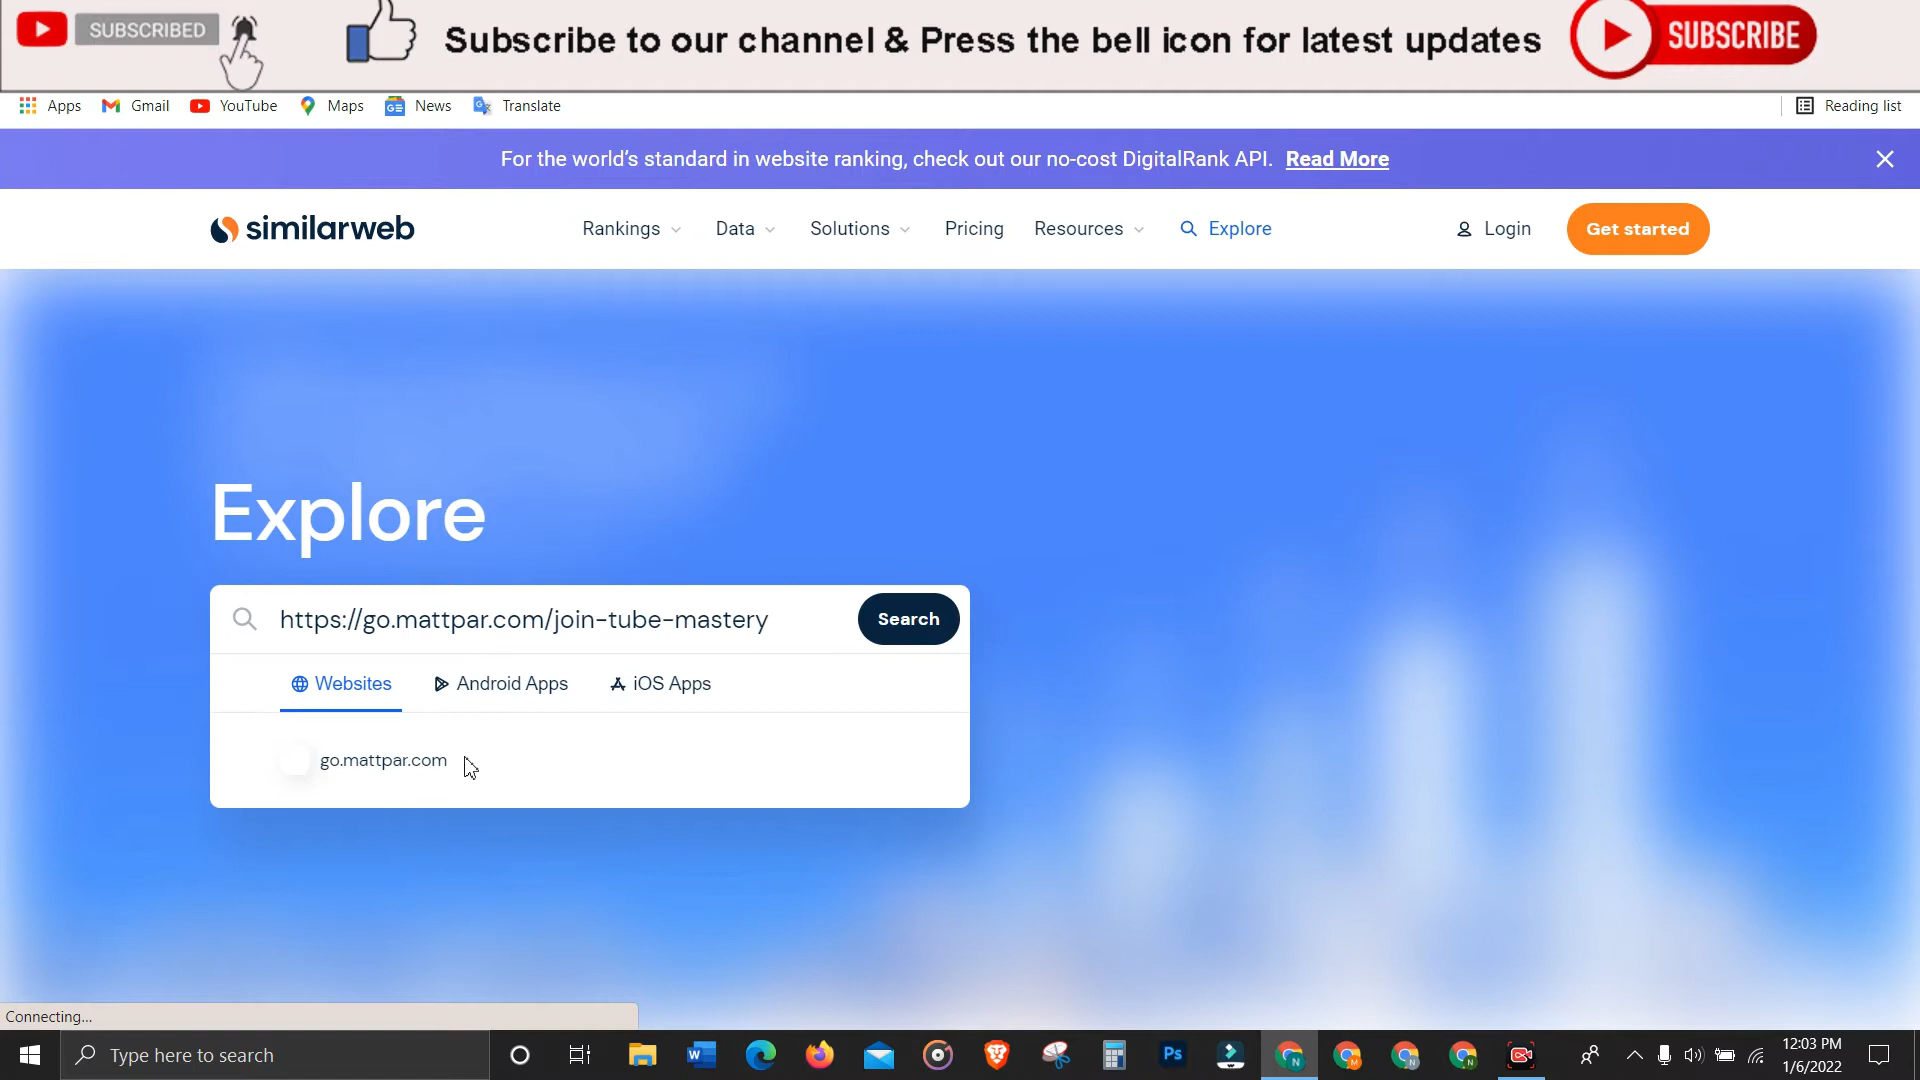 SUBSCRIBED
Subscribe to our channel & Press the bell icon for latest updates
SUBSCRIBE
Apps Gmail YouTube Maps News Translate Reading list
For the world's standard in website ranking, check out our no-cost DigitalRank API. Read More
similarweb Rankings Data Solutions Pricing Resources Explore Login Get started
Explore
https://go.mattpar.com/join-tube-mastery Search
Websites Android Apps iOS Apps
go.mattpar.com
Connecting...
Type here to search
12:03 PM
1/6/2022